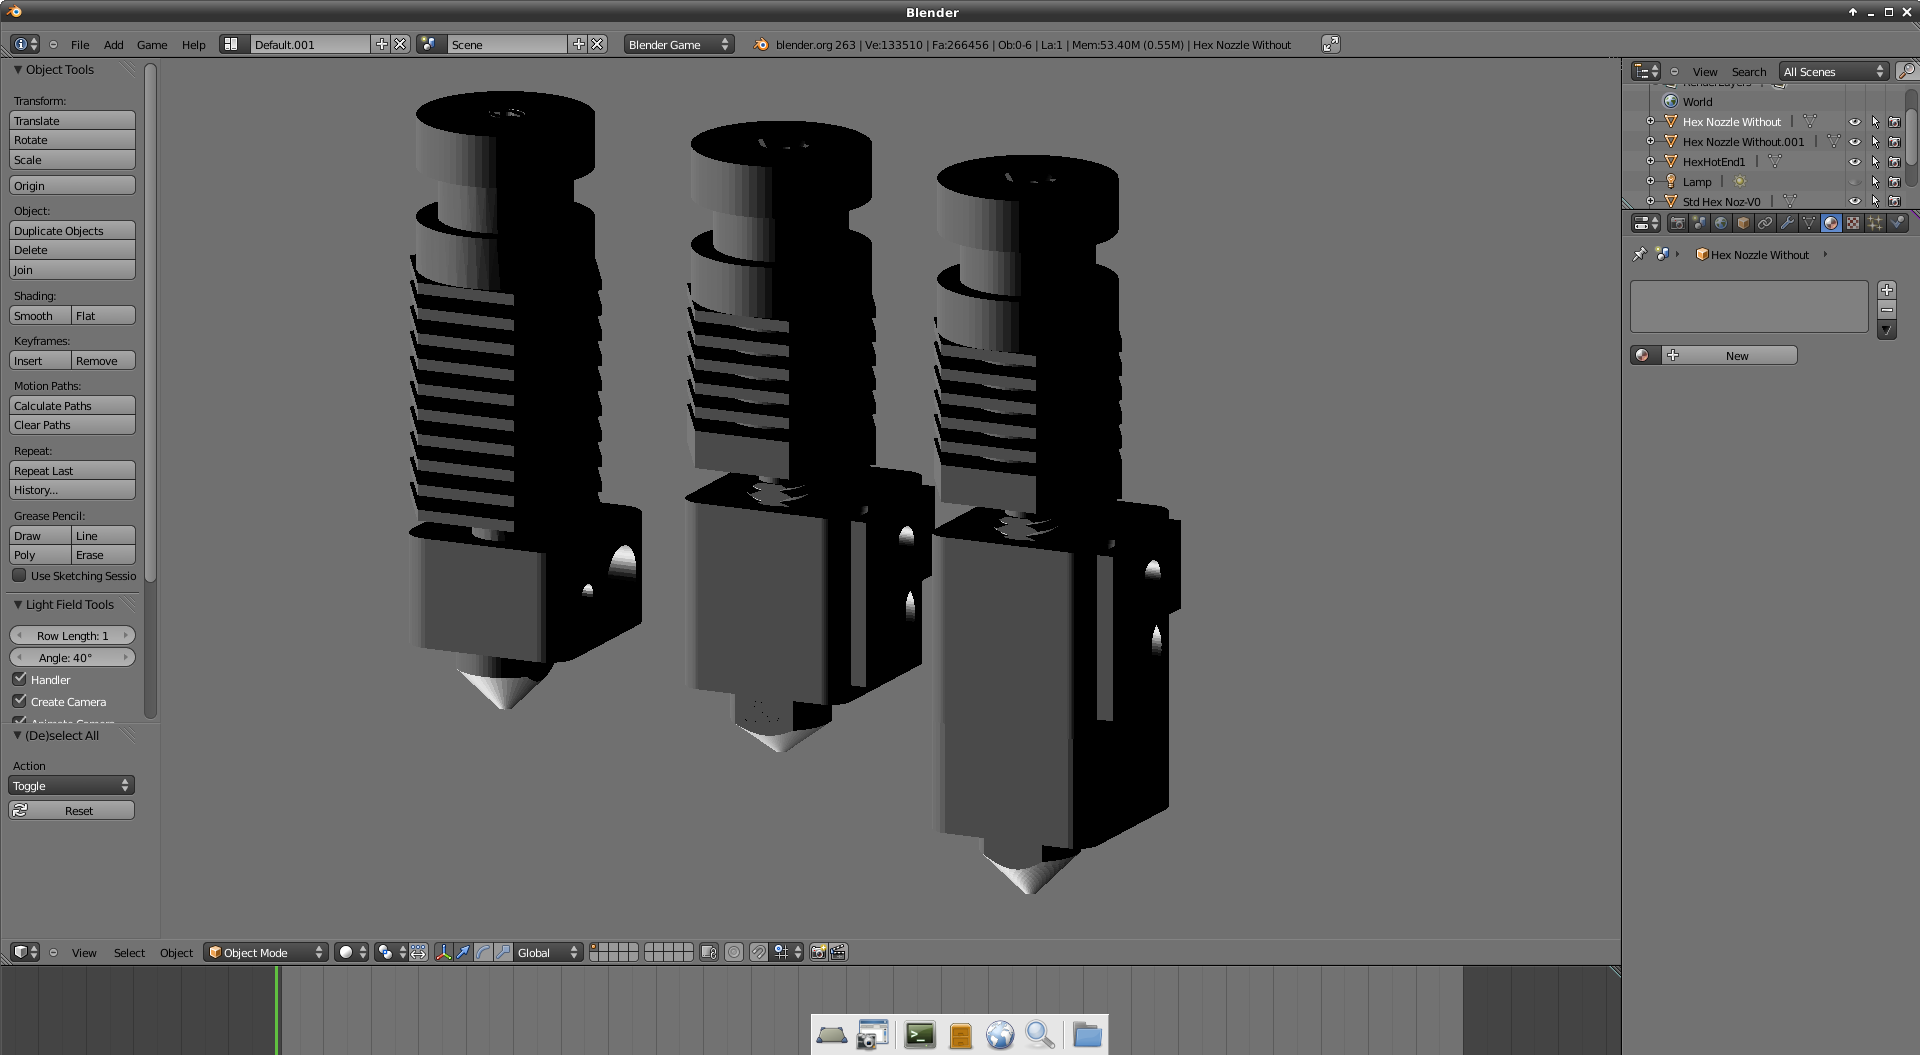 Blender
File Add Game Help Default.001 Scene Blender Game blender.org 263 | Ve:133510 | Fa:266456 | Ob:0-6 | La:1 | Mem:53.40M (0.55M) | Hex Nozzle Without
Object Tools
Transform:
Translate
Rotate
Scale
Origin
Object:
Duplicate Objects
Delete
Join
Shading:
Smooth Flat
Keyframes:
Insert Remove
Motion Paths:
Calculate Paths
Clear Paths
Repeat:
Repeat Last
History...
Grease Pencil:
Draw Line
Poly Erase
Use Sketching Sessio
Light Field Tools
Row Length: 1
Angle: 40°
Handler
Create Camera
Animate Camera
(De)select All
Action
Toggle
Reset
View Select Object Object Mode Global
View Search All Scenes
RenderLayers
World
Hex Nozzle Without
Hex Nozzle Without.001
HexHotEnd1
Lamp
Std Hex Noz-V0
Hex Nozzle Without
New